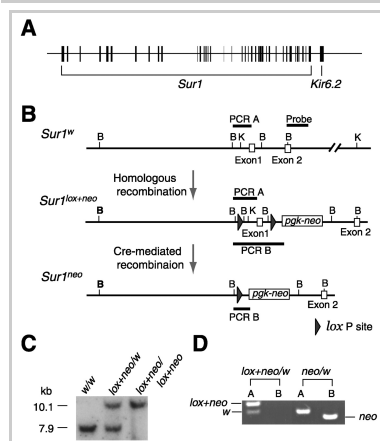 A
Sur1
Kir6.2
B
PCR A
Probe
Sur1w
B
B K
B
B
K
Exon1
Exon 2
Homologous
recombination
PCR A
Sur1lox+neo
B
B B K
B
B
B
Exon1
pgk-neo
Exon 2
PCR B
Cre-mediated
recombinaion
Sur1neo
B
B
B
B
pgk-neo
Exon 2
PCR B
lox P site
C
w/w
lox+neo/w
lox+neo/
lox+neo
kb
10.1
7.9
D
lox+neo/w
neo/w
A
B
A
B
lox+neo
w
neo